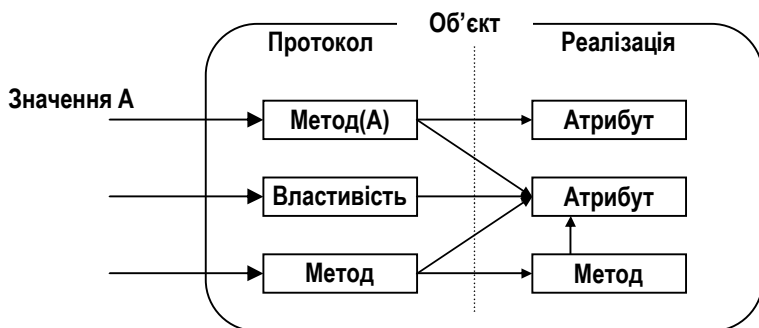 Об’єкт
Протокол
Реалізація
Значення А
Метод(А)
Атрибут
Властивість
Атрибут
Метод
Метод